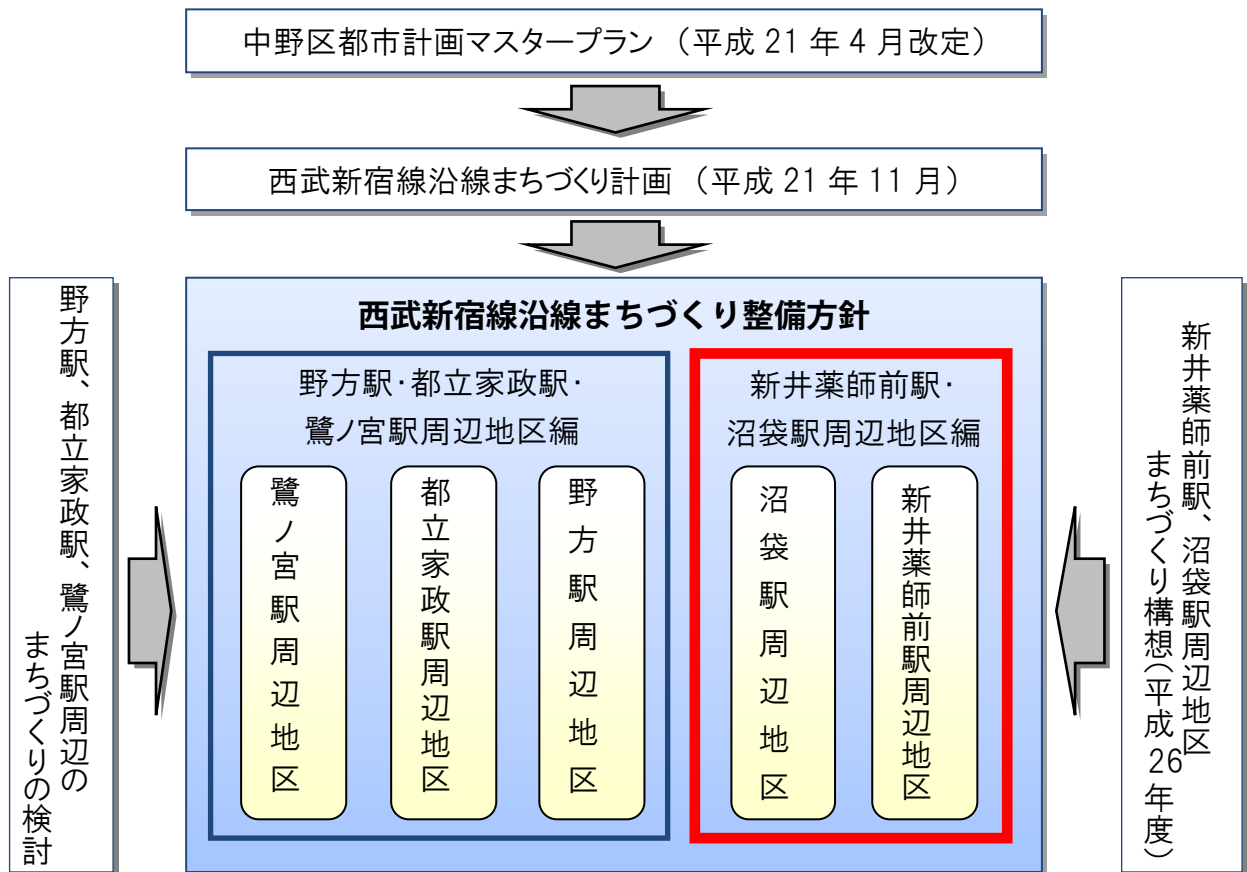 中野区都市計画マスタープラン （平成 21 年 4 月改定）
西武新宿線沿線まちづくり計画 （平成 21 年 11 月）
西武新宿線沿線まちづくり整備方針
野方駅・都立家政駅・
鷺ノ宮駅周辺地区編
鷺ノ宮駅周辺地区
都立家政駅周辺地区
野方駅周辺地区
新井薬師前駅・
沼袋駅周辺地区編
沼袋駅周辺地区
新井薬師前駅周辺地区
野方駅、都立家政駅、鷺ノ宮駅周辺の
まちづくりの検討
新井薬師前駅、沼袋駅周辺地区
まちづくり構想（平成 26 年度）